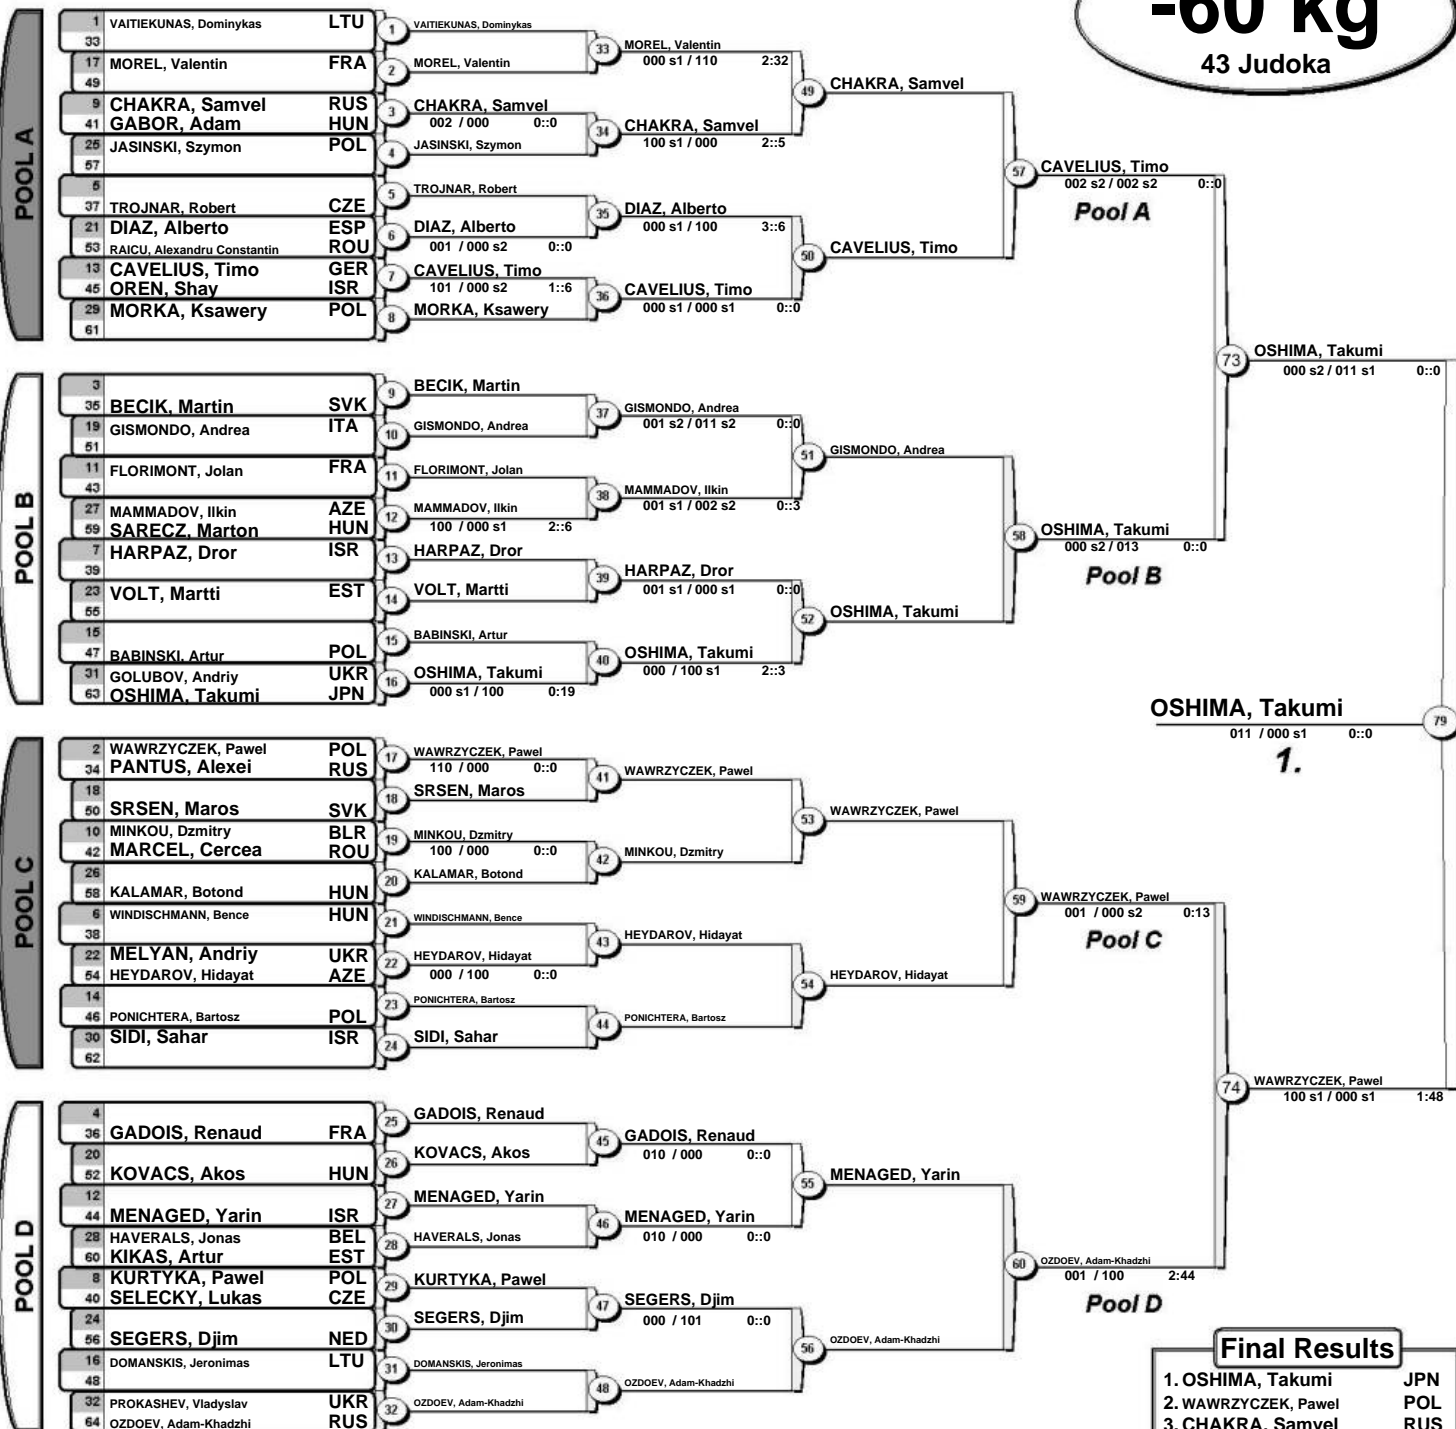 -60 kg
43 Judoka
POOL A
1 VAITIEKUNAS, Dominykas LTU
33
17 MOREL, Valentin FRA
49
9 CHAKRA, Samvel RUS
41 GABOR, Adam HUN
25 JASINSKI, Szymon POL
57
5
37 TROJNAR, Robert CZE
21 DIAZ, Alberto ESP
53 RAICU, Alexandru Constantin ROU
13 CAVELIUS, Timo GER
45 OREN, Shay ISR
29 MORKA, Ksawery POL
61
1 VAITIEKUNAS, Dominykas
2 MOREL, Valentin
3 CHAKRA, Samvel
002 / 000 0::0
4 JASINSKI, Szymon
5 TROJNAR, Robert
6 DIAZ, Alberto
001 / 000 s2 0::0
7 CAVELIUS, Timo
101 / 000 s2 1::6
8 MORKA, Ksawery
33 MOREL, Valentin
000 s1 / 110 2:32
34 CHAKRA, Samvel
100 s1 / 000 2::5
35 DIAZ, Alberto
000 s1 / 100 3::6
36 CAVELIUS, Timo
000 s1 / 000 s1 0::0
49 CHAKRA, Samvel
50 CAVELIUS, Timo
57 CAVELIUS, Timo
002 s2 / 002 s2 0::0
Pool A
POOL B
3
35 BECIK, Martin SVK
19 GISMONDO, Andrea ITA
51
11 FLORIMONT, Jolan FRA
43
27 MAMMADOV, Ilkin AZE
59 SARECZ, Marton HUN
7 HARPAZ, Dror ISR
39
23 VOLT, Martti EST
55
15
47 BABINSKI, Artur POL
31 GOLUBOV, Andriy UKR
63 OSHIMA, Takumi JPN
9 BECIK, Martin
10 GISMONDO, Andrea
11 FLORIMONT, Jolan
12 MAMMADOV, Ilkin
100 / 000 s1 2::6
13 HARPAZ, Dror
14 VOLT, Martti
15 BABINSKI, Artur
16 OSHIMA, Takumi
000 s1 / 100 0:19
37 GISMONDO, Andrea
001 s2 / 011 s2 0::0
38 MAMMADOV, Ilkin
001 s1 / 002 s2 0::3
39 HARPAZ, Dror
001 s1 / 000 s1 0::0
40 OSHIMA, Takumi
000 / 100 s1 2::3
51 GISMONDO, Andrea
52 OSHIMA, Takumi
58 OSHIMA, Takumi
000 s2 / 013 0::0
Pool B
73 OSHIMA, Takumi
000 s2 / 011 s1 0::0
OSHIMA, Takumi 79
011 / 000 s1 0::0
1.
POOL C
2 WAWRZYCZEK, Pawel POL
34 PANTUS, Alexei RUS
18
50 SRSEN, Maros SVK
10 MINKOU, Dzmitry BLR
42 MARCEL, Cercea ROU
26
58 KALAMAR, Botond HUN
6 WINDISCHMANN, Bence HUN
38
22 MELYAN, Andriy UKR
54 HEYDAROV, Hidayat AZE
14
46 PONICHTERA, Bartosz POL
30 SIDI, Sahar ISR
62
17 WAWRZYCZEK, Pawel
110 / 000 0::0
18 SRSEN, Maros
19 MINKOU, Dzmitry
100 / 000 0::0
20 KALAMAR, Botond
21 WINDISCHMANN, Bence
22 HEYDAROV, Hidayat
000 / 100 0::0
23 PONICHTERA, Bartosz
24 SIDI, Sahar
41 WAWRZYCZEK, Pawel
42 MINKOU, Dzmitry
43 HEYDAROV, Hidayat
44 PONICHTERA, Bartosz
53 WAWRZYCZEK, Pawel
54 HEYDAROV, Hidayat
59 WAWRZYCZEK, Pawel
001 / 000 s2 0:13
Pool C
74 WAWRZYCZEK, Pawel
100 s1 / 000 s1 1:48
POOL D
4
36 GADOIS, Renaud FRA
20
52 KOVACS, Akos HUN
12
44 MENAGED, Yarin ISR
28 HAVERALS, Jonas BEL
60 KIKAS, Artur EST
8 KURTYKA, Pawel POL
40 SELECKY, Lukas CZE
24
56 SEGERS, Djim NED
16 DOMANSKIS, Jeronimas LTU
48
32 PROKASHEV, Vladyslav UKR
64 OZDOEV, Adam-Khadzhi RUS
25 GADOIS, Renaud
26 KOVACS, Akos
27 MENAGED, Yarin
28 HAVERALS, Jonas
29 KURTYKA, Pawel
30 SEGERS, Djim
31 DOMANSKIS, Jeronimas
32 OZDOEV, Adam-Khadzhi
45 GADOIS, Renaud
010 / 000 0::0
46 MENAGED, Yarin
010 / 000 0::0
47 SEGERS, Djim
000 / 101 0::0
48 OZDOEV, Adam-Khadzhi
55 MENAGED, Yarin
56 OZDOEV, Adam-Khadzhi
60 OZDOEV, Adam-Khadzhi
001 / 100 2:44
Pool D
Final Results
1. OSHIMA, Takumi JPN
2. WAWRZYCZEK, Pawel POL
3. CHAKRA, Samvel RUS